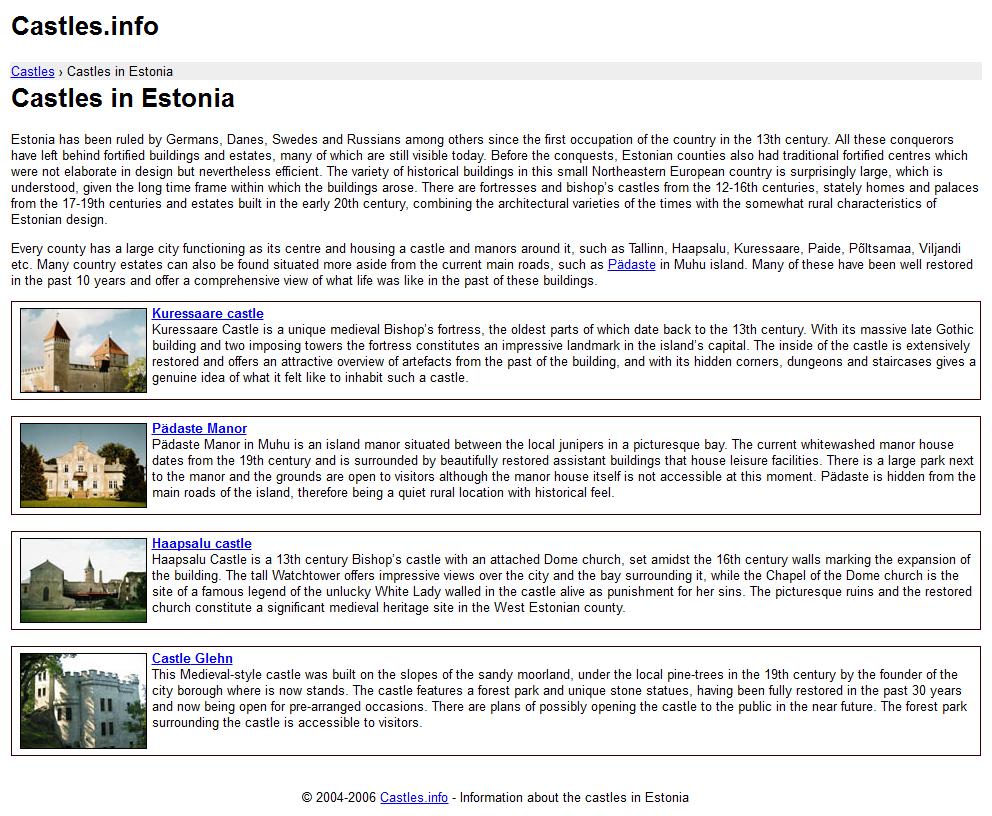 Castles.info
Castles › Castles in Estonia
Castles in Estonia
Estonia has been ruled by Germans, Danes, Swedes and Russians among others since the first occupation of the country in the 13th century. All these conquerors
have left behind fortified buildings and estates, many of which are still visible today. Before the conquests, Estonian counties also had traditional fortified centres which
were not elaborate in design but nevertheless efficient. The variety of historical buildings in this small Northeastern European country is surprisingly large, which is
understood, given the long time frame within which the buildings arose. There are fortresses and bishop's castles from the 12-16th centuries, stately homes and palaces
from the 17-19th centuries and estates built in the early 20th century, combining the architectural varieties of the times with the somewhat rural characteristics of
Estonian design.
Every county has a large city functioning as its centre and housing a castle and manors around it, such as Tallinn, Haapsalu, Kuressaare, Paide, Põltsamaa, Viljandi
etc. Many country estates can also be found situated more aside from the current main roads, such as Pädaste in Muhu island. Many of these have been well restored
in the past 10 years and offer a comprehensive view of what life was like in the past of these buildings.
Kuressaare castle
Kuressaare Castle is a unique medieval Bishop's fortress, the oldest parts of which date back to the 13th century. With its massive late Gothic
building and two imposing towers the fortress constitutes an impressive landmark in the island's capital. The inside of the castle is extensively
restored and offers an attractive overview of artefacts from the past of the building, and with its hidden corners, dungeons and staircases gives a
genuine idea of what it felt like to inhabit such a castle.
Pädaste Manor
Pädaste Manor in Muhu is an island manor situated between the local junipers in a picturesque bay. The current whitewashed manor house
dates from the 19th century and is surrounded by beautifully restored assistant buildings that house leisure facilities. There is a large park next
to the manor and the grounds are open to visitors although the manor house itself is not accessible at this moment. Pädaste is hidden from the
main roads of the island, therefore being a quiet rural location with historical feel.
Haapsalu castle
Haapsalu Castle is a 13th century Bishop's castle with an attached Dome church, set amidst the 16th century walls marking the expansion of
the building. The tall Watchtower offers impressive views over the city and the bay surrounding it, while the Chapel of the Dome church is the
site of a famous legend of the unlucky White Lady walled in the castle alive as punishment for her sins. The picturesque ruins and the restored
church constitute a significant medieval heritage site in the West Estonian county.
Castle Glehn
This Medieval-style castle was built on the slopes of the sandy moorland, under the local pine-trees in the 19th century by the founder of the
city borough where is now stands. The castle features a forest park and unique stone statues, having been fully restored in the past 30 years
and now being open for pre-arranged occasions. There are plans of possibly opening the castle to the public in the near future. The forest park
surrounding the castle is accessible to visitors.
© 2004-2006 Castles.info - Information about the castles in Estonia